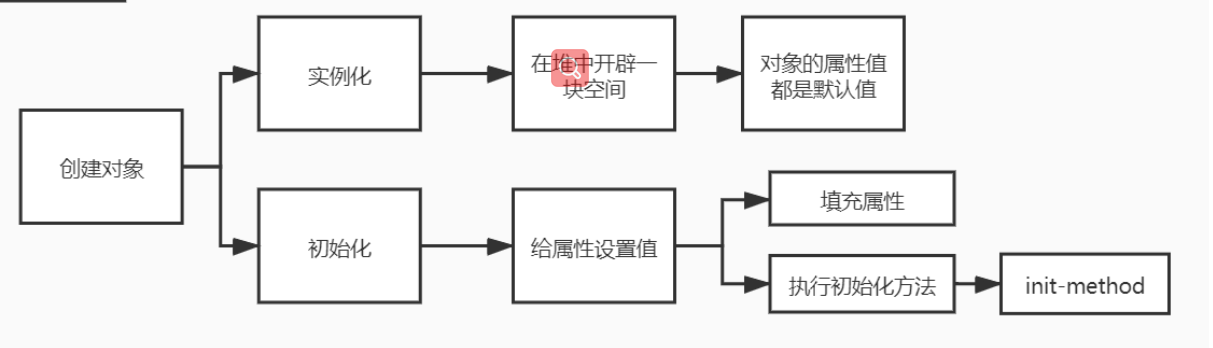 创建对象
实例化
在堆中开辟一
块空间
对象的属性值
都是默认值
初始化
给属性设置值
填充属性
执行初始化方法
init-method